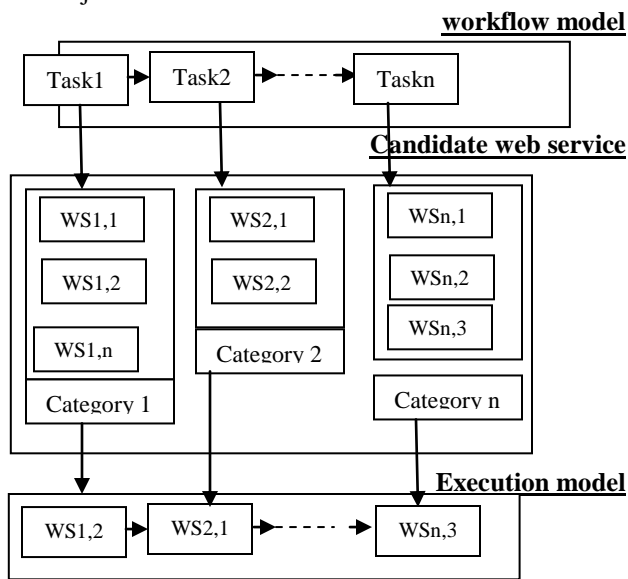 workflow model
Task1 Task2 Taskn
Candidate web service
WS1,1 WS2,1 WSn,1
WS1,2 WS2,2 WSn,2
WS1,n WSn,3
Category 1 Category 2 Category n
Execution model
WS1,2 WS2,1 WSn,3